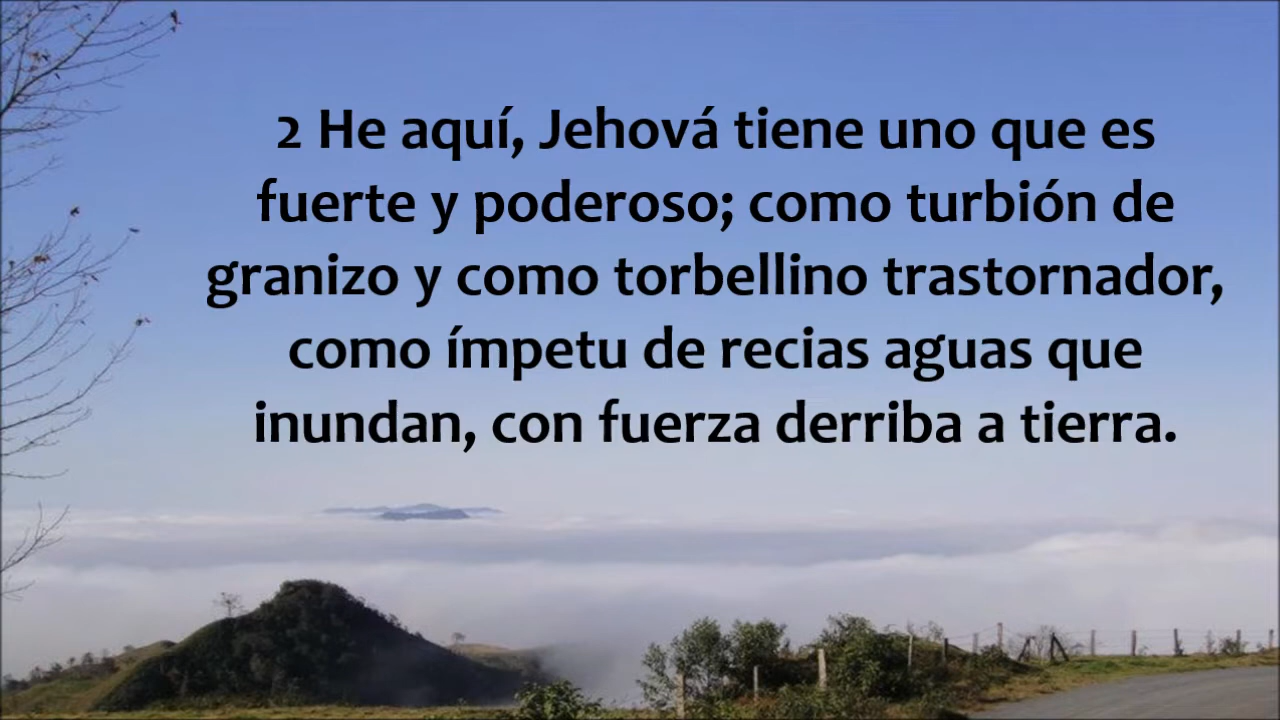 2 He aquí, Jehová tiene uno que es
fuerte y poderoso; como turbión de
granizo y como torbellino trastornador,
como ímpetu de recias aguas que
inundan, con fuerza derriba a tierra.